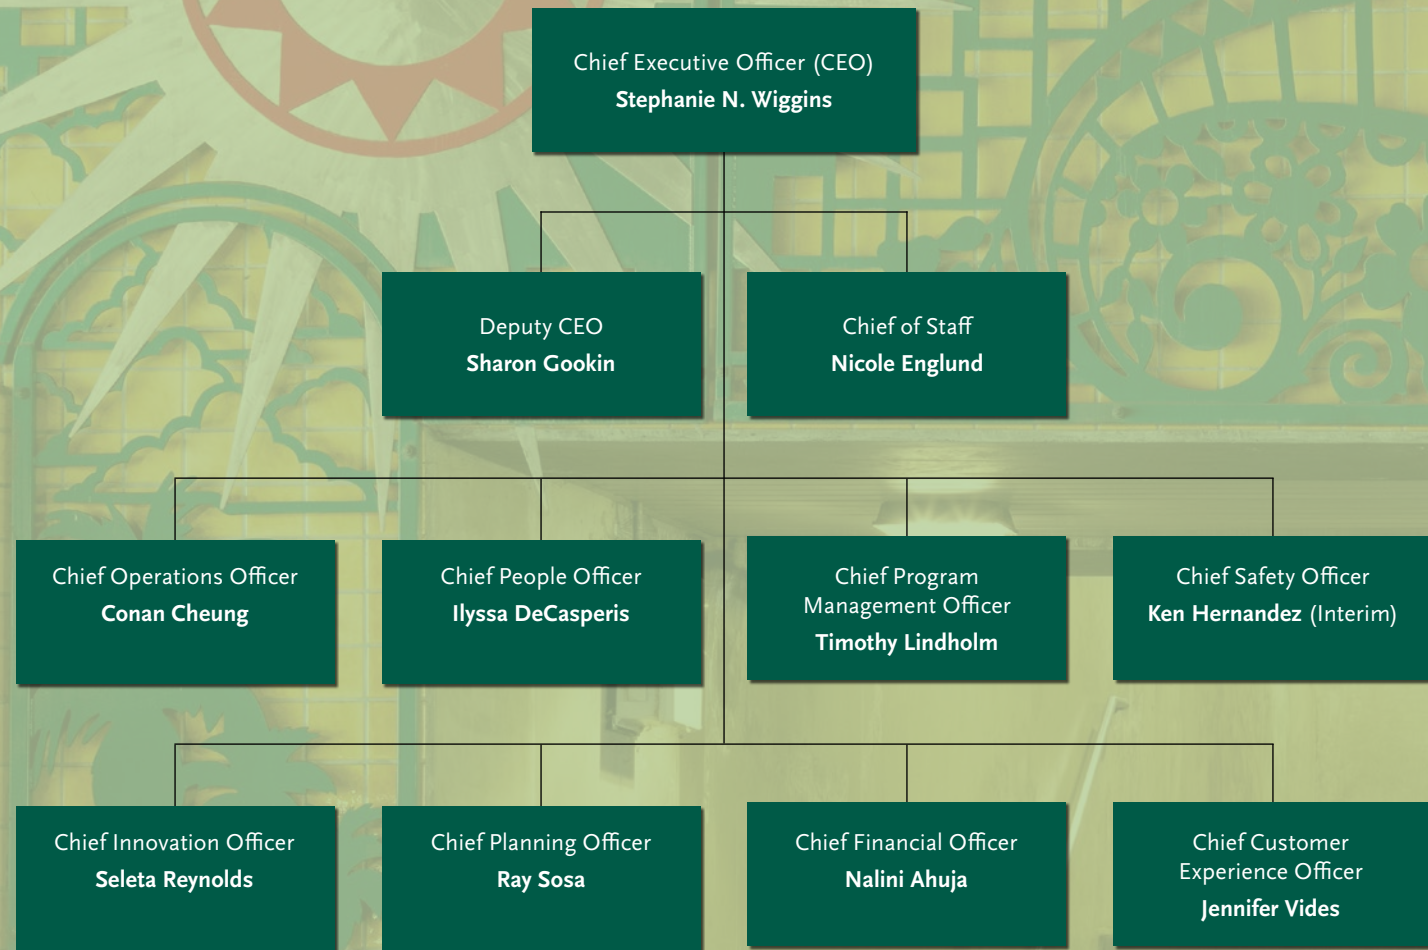 Chief Executive Officer (CEO)
Stephanie N. Wiggins
Deputy CEO
Sharon Gookin
Chief of Staff
Nicole Englund
Chief Operations Officer
Conan Cheung
Chief People Officer
Ilyssa DeCasperis
Chief Program
Management Officer
Timothy Lindholm
Chief Safety Officer
Ken Hernandez (Interim)
Chief Innovation Officer
Seleta Reynolds
Chief Planning Officer
Ray Sosa
Chief Financial Officer
Nalini Ahuja
Chief Customer
Experience Officer
Jennifer Vides